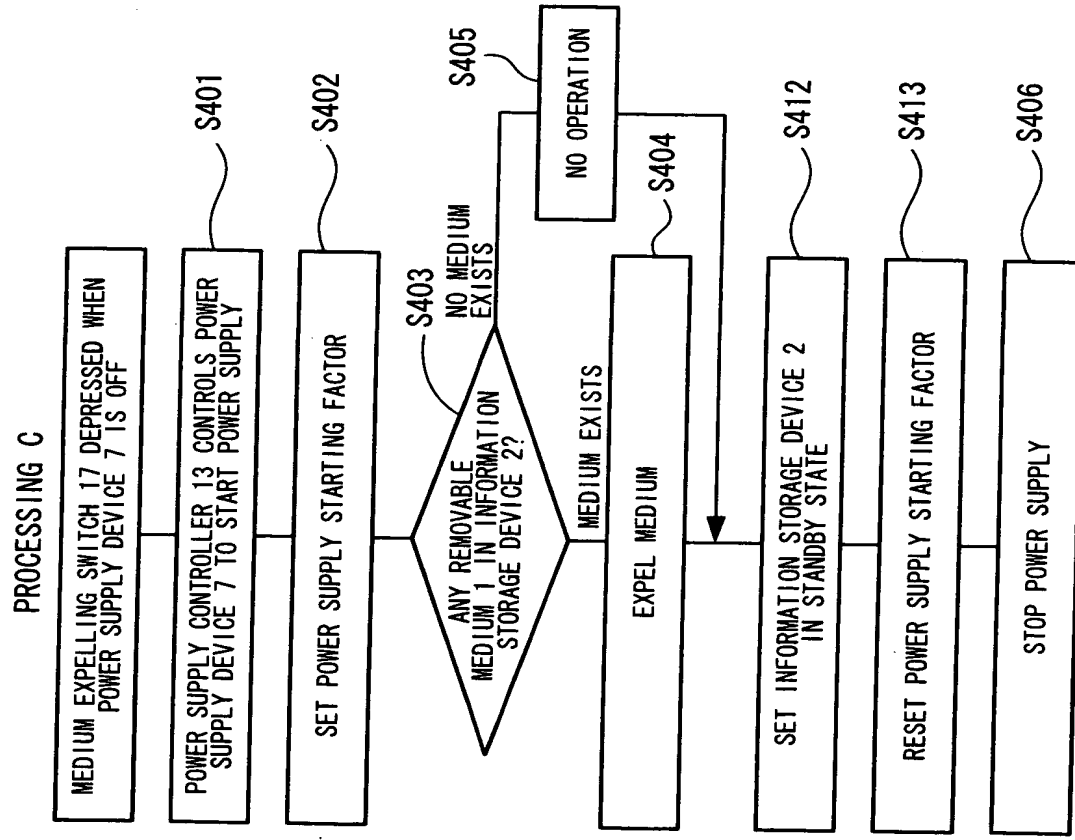 PROCESSING C
MEDIUM EXPELLING SWITCH 17 DEPRESSED WHEN
POWER SUPPLY DEVICE 7 IS OFF
POWER SUPPLY CONTROLLER 13 CONTROLS POWER
SUPPLY DEVICE 7 TO START POWER SUPPLY
S401
SET POWER SUPPLY STARTING FACTOR
S402
ANY REMOVABLE
MEDIUM 1 IN INFORMATION
STORAGE DEVICE 2?
S403
NO MEDIUM
EXISTS
NO OPERATION
S405
MEDIUM EXISTS
EXPEL MEDIUM
S404
SET INFORMATION STORAGE DEVICE 2
IN STANDBY STATE
S412
RESET POWER SUPPLY STARTING FACTOR
S413
STOP POWER SUPPLY
S406